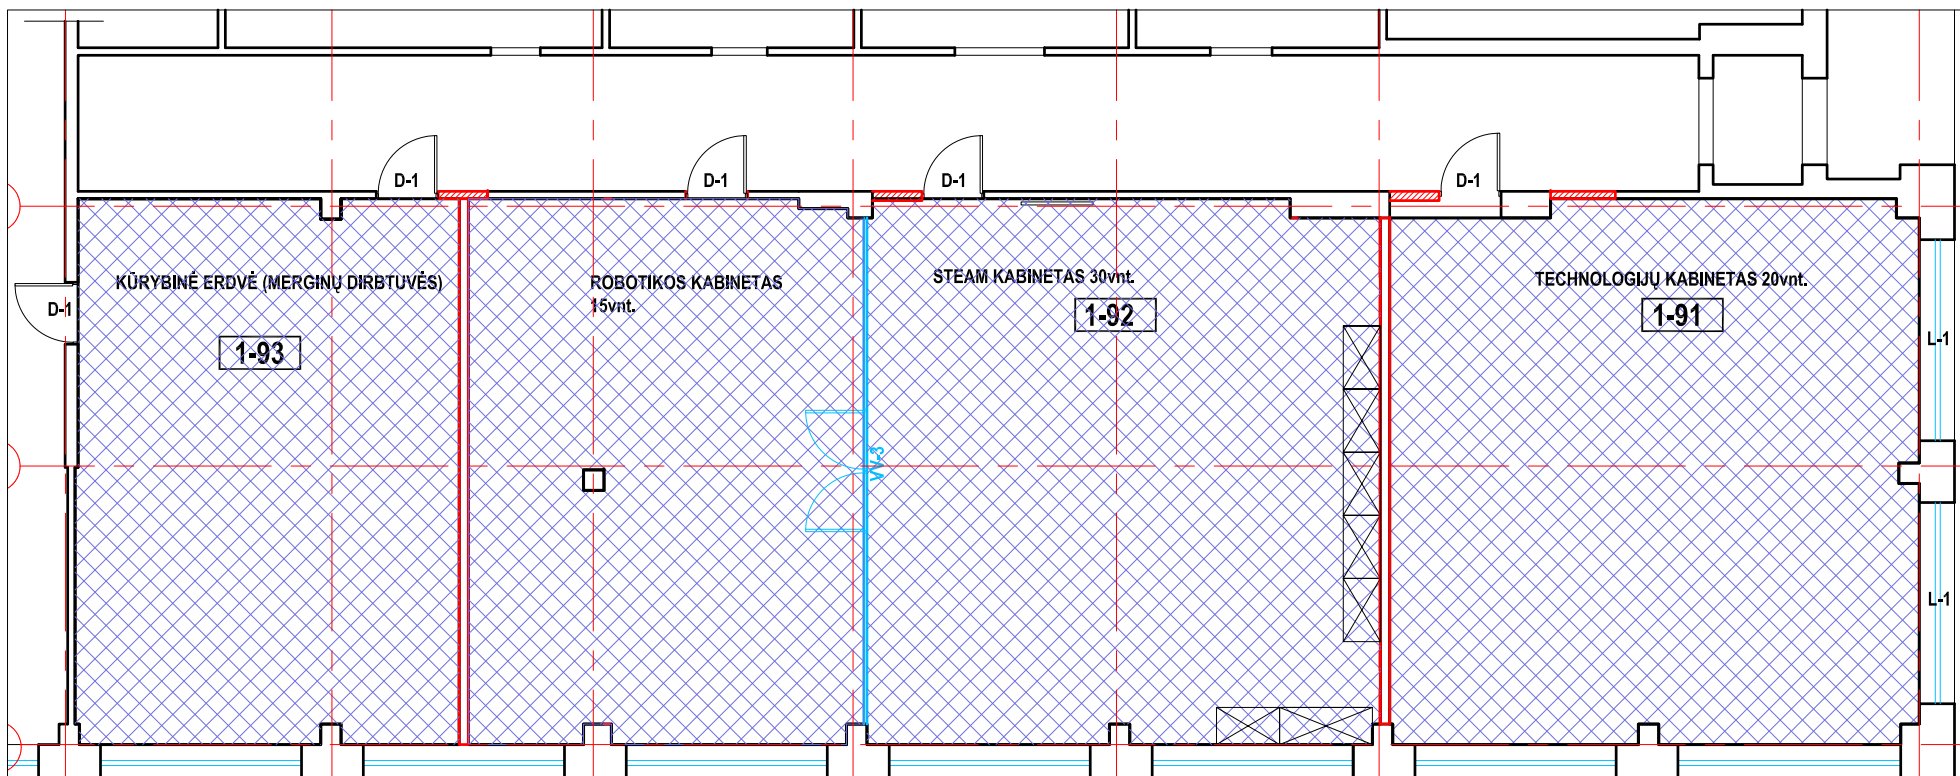 D-1
D-1
D-1
D-1
KŪRYBINĖ ERDVĖ (MERGINŲ DIRBTUVĖS)
1-93
D-1
ROBOTIKOS KABINETAS
15vnt.
STEAM KABINETAS 30vnt.
1-92
TECHNOLOGIJŲ KABINETAS 20vnt.
1-91
L-1
VV-3
L-1